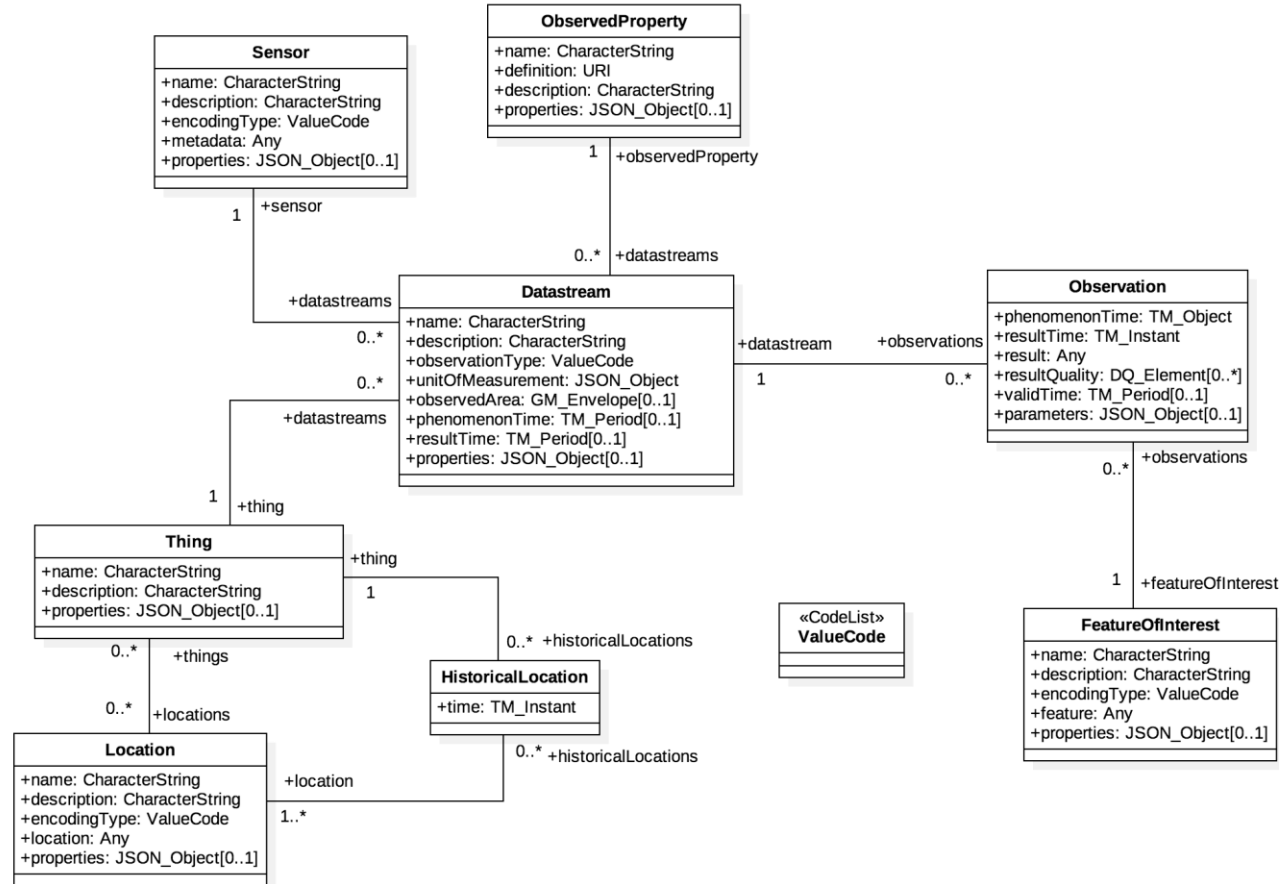 ObservedProperty
+name: CharacterString
+definition: URI
+description: CharacterString
+properties: JSON_Object[0..1]
Sensor
+name: CharacterString
+description: CharacterString
+encodingType: ValueCode
+metadata: Any
+properties: JSON_Object[0..1]
1
+observedProperty
+sensor
1
0..*
+datastreams
+datastreams
0..*
Datastream
+name: CharacterString
+description: CharacterString
+observationType: ValueCode
+unitOfMeasurement: JSON_Object
+observedArea: GM_Envelope[0..1]
+phenomenonTime: TM_Period[0..1]
+resultTime: TM_Period[0..1]
+properties: JSON_Object[0..1]
+datastream
1
+observations
0..*
Observation
+phenomenonTime: TM_Object
+resultTime: TM_Instant
+result: Any
+resultQuality: DQ_Element[0..*]
+validTime: TM_Period[0..1]
+parameters: JSON_Object[0..1]
0..*
+datastreams
1
+thing
+observations
0..*
1
+featureOfInterest
Thing
+name: CharacterString
+description: CharacterString
+properties: JSON_Object[0..1]
+thing
1
0..*
+historicalLocations
HistoricalLocation
+time: TM_Instant
0..*
+historicalLocations
«CodeList»
ValueCode
FeatureOfInterest
+name: CharacterString
+description: CharacterString
+encodingType: ValueCode
+feature: Any
+properties: JSON_Object[0..1]
0..*
+things
0..*
+locations
Location
+name: CharacterString
+description: CharacterString
+encodingType: ValueCode
+location: Any
+properties: JSON_Object[0..1]
+location
1..*